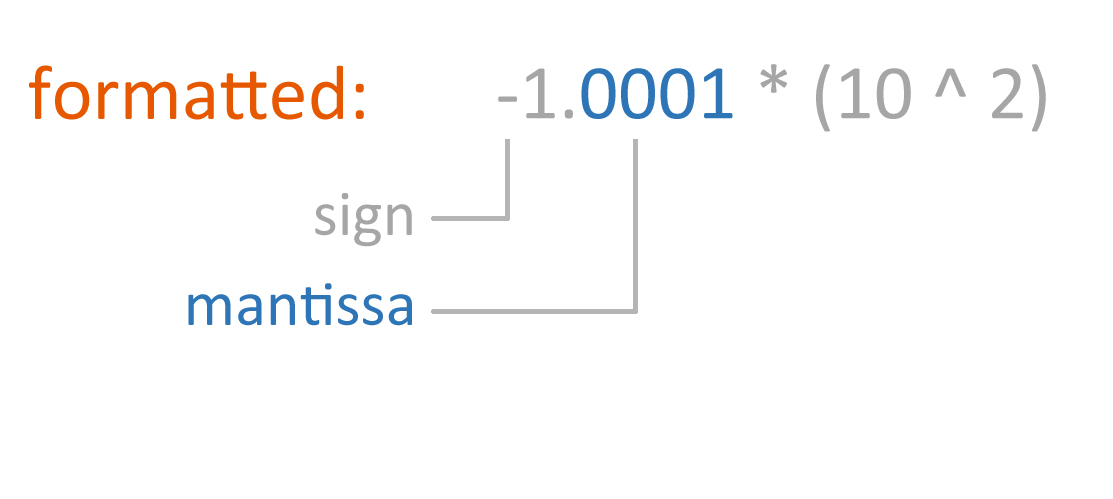 formatted: -1.0001 * (10 ^ 2)
sign
mantissa